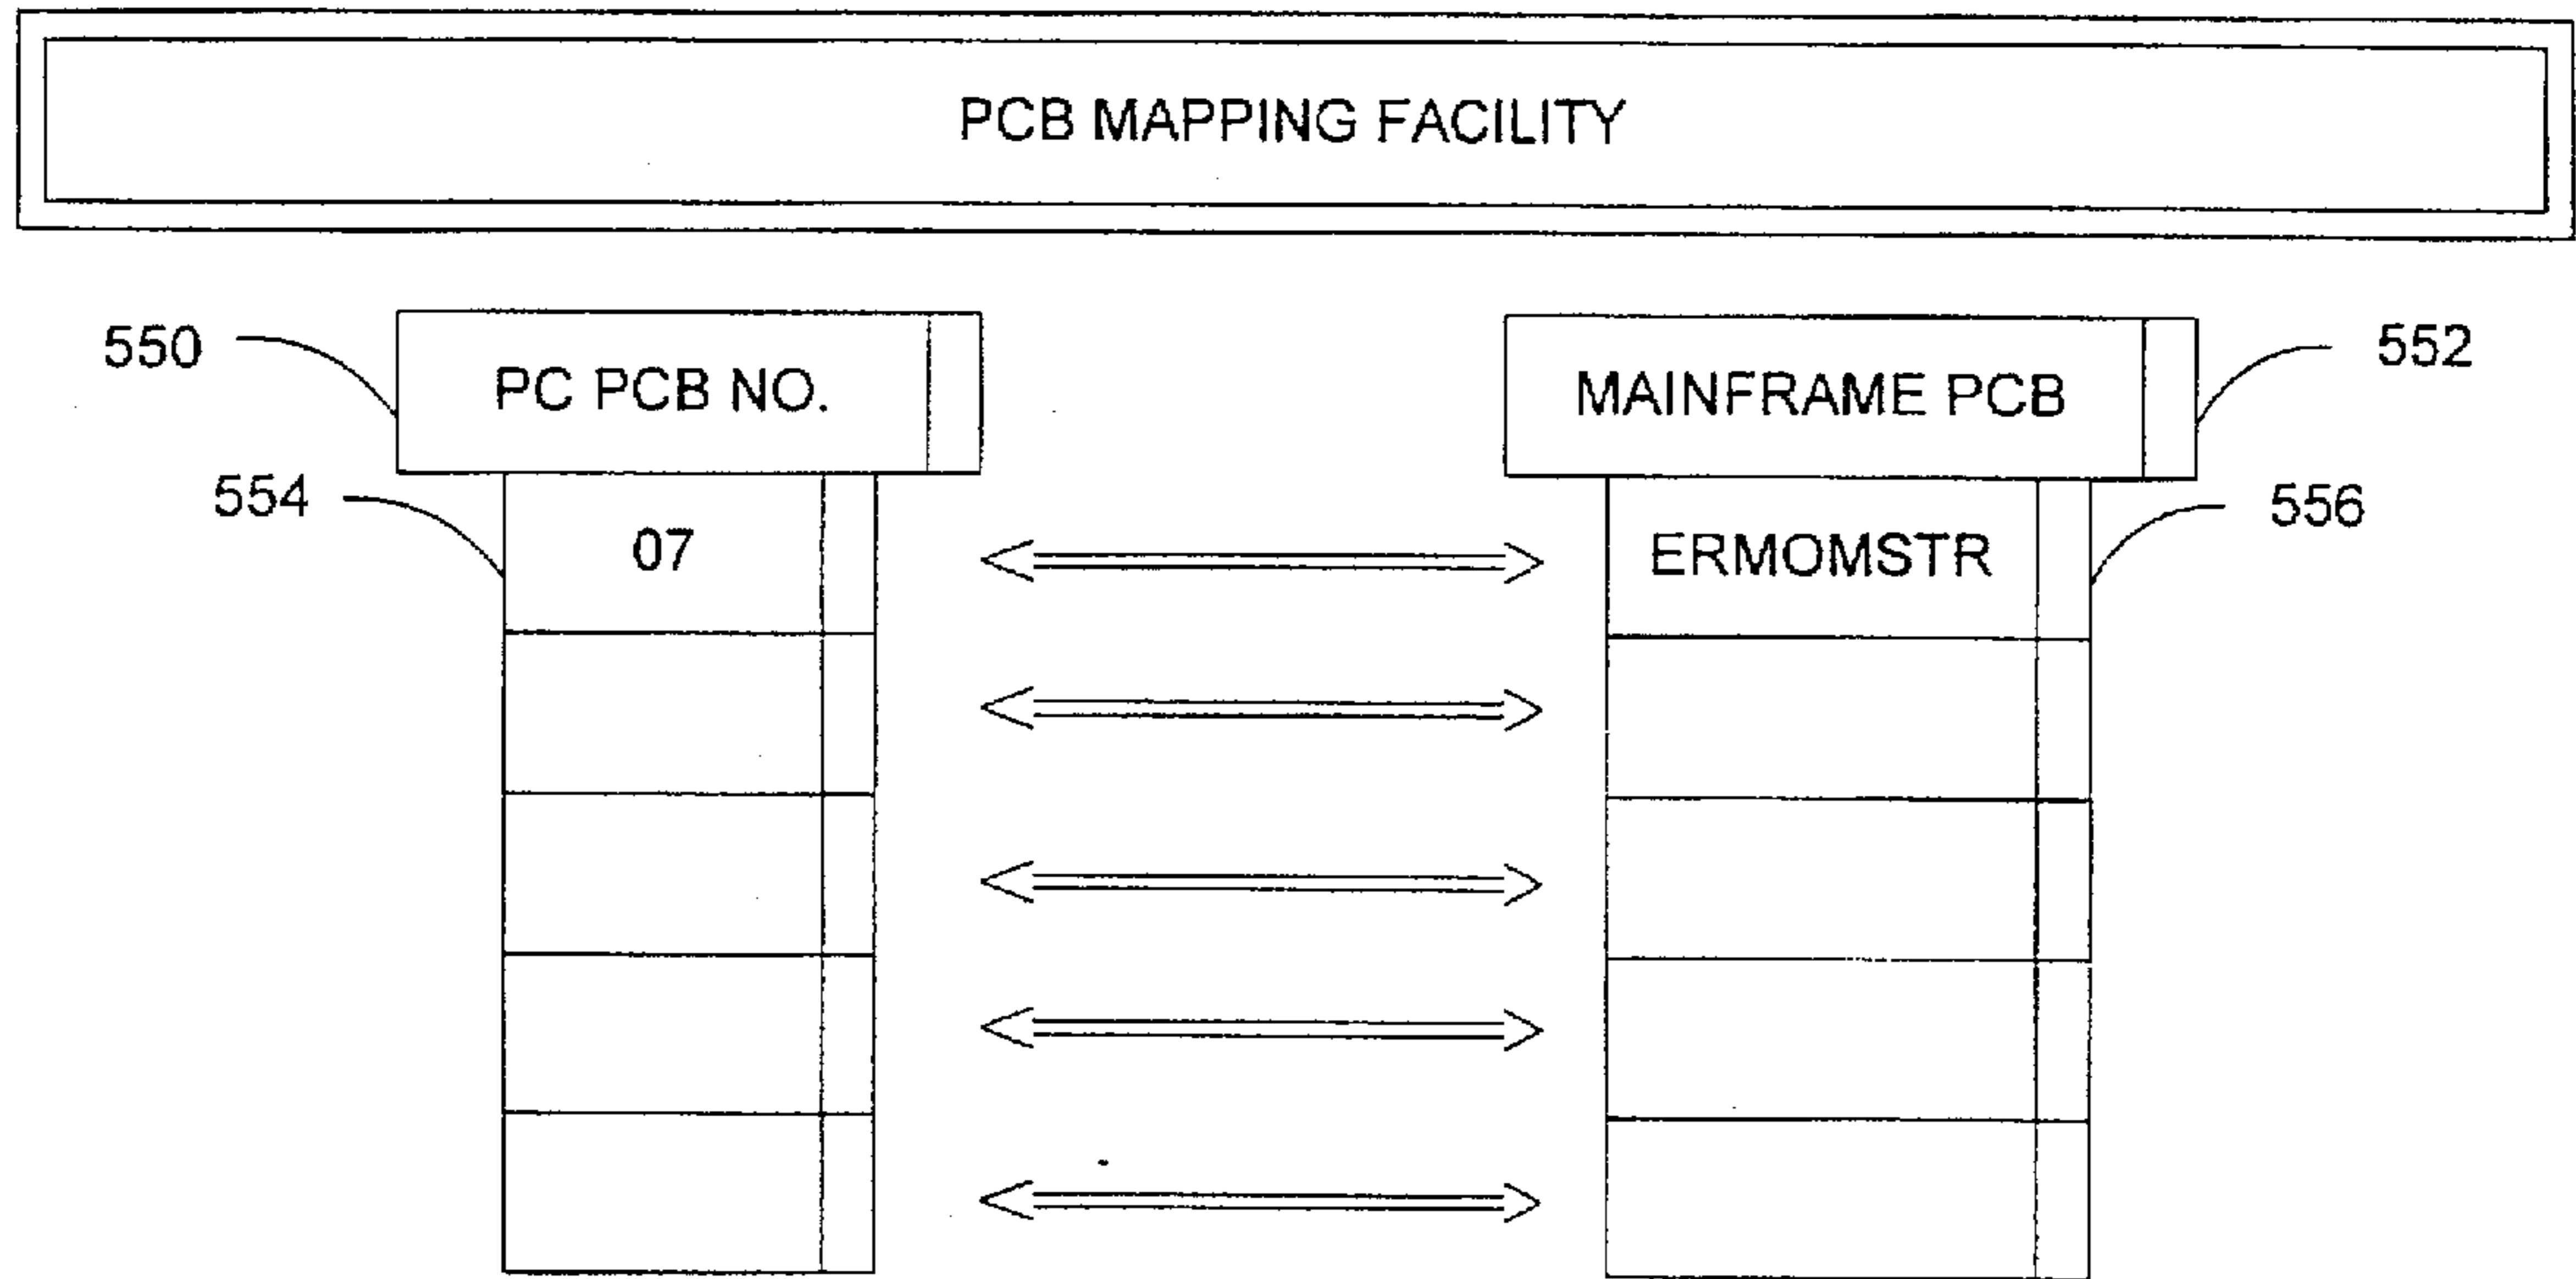 PCB MAPPING FACILITY
550
PC PCB NO.
MAINFRAME PCB
552
554
07
ERMOMSTR
556